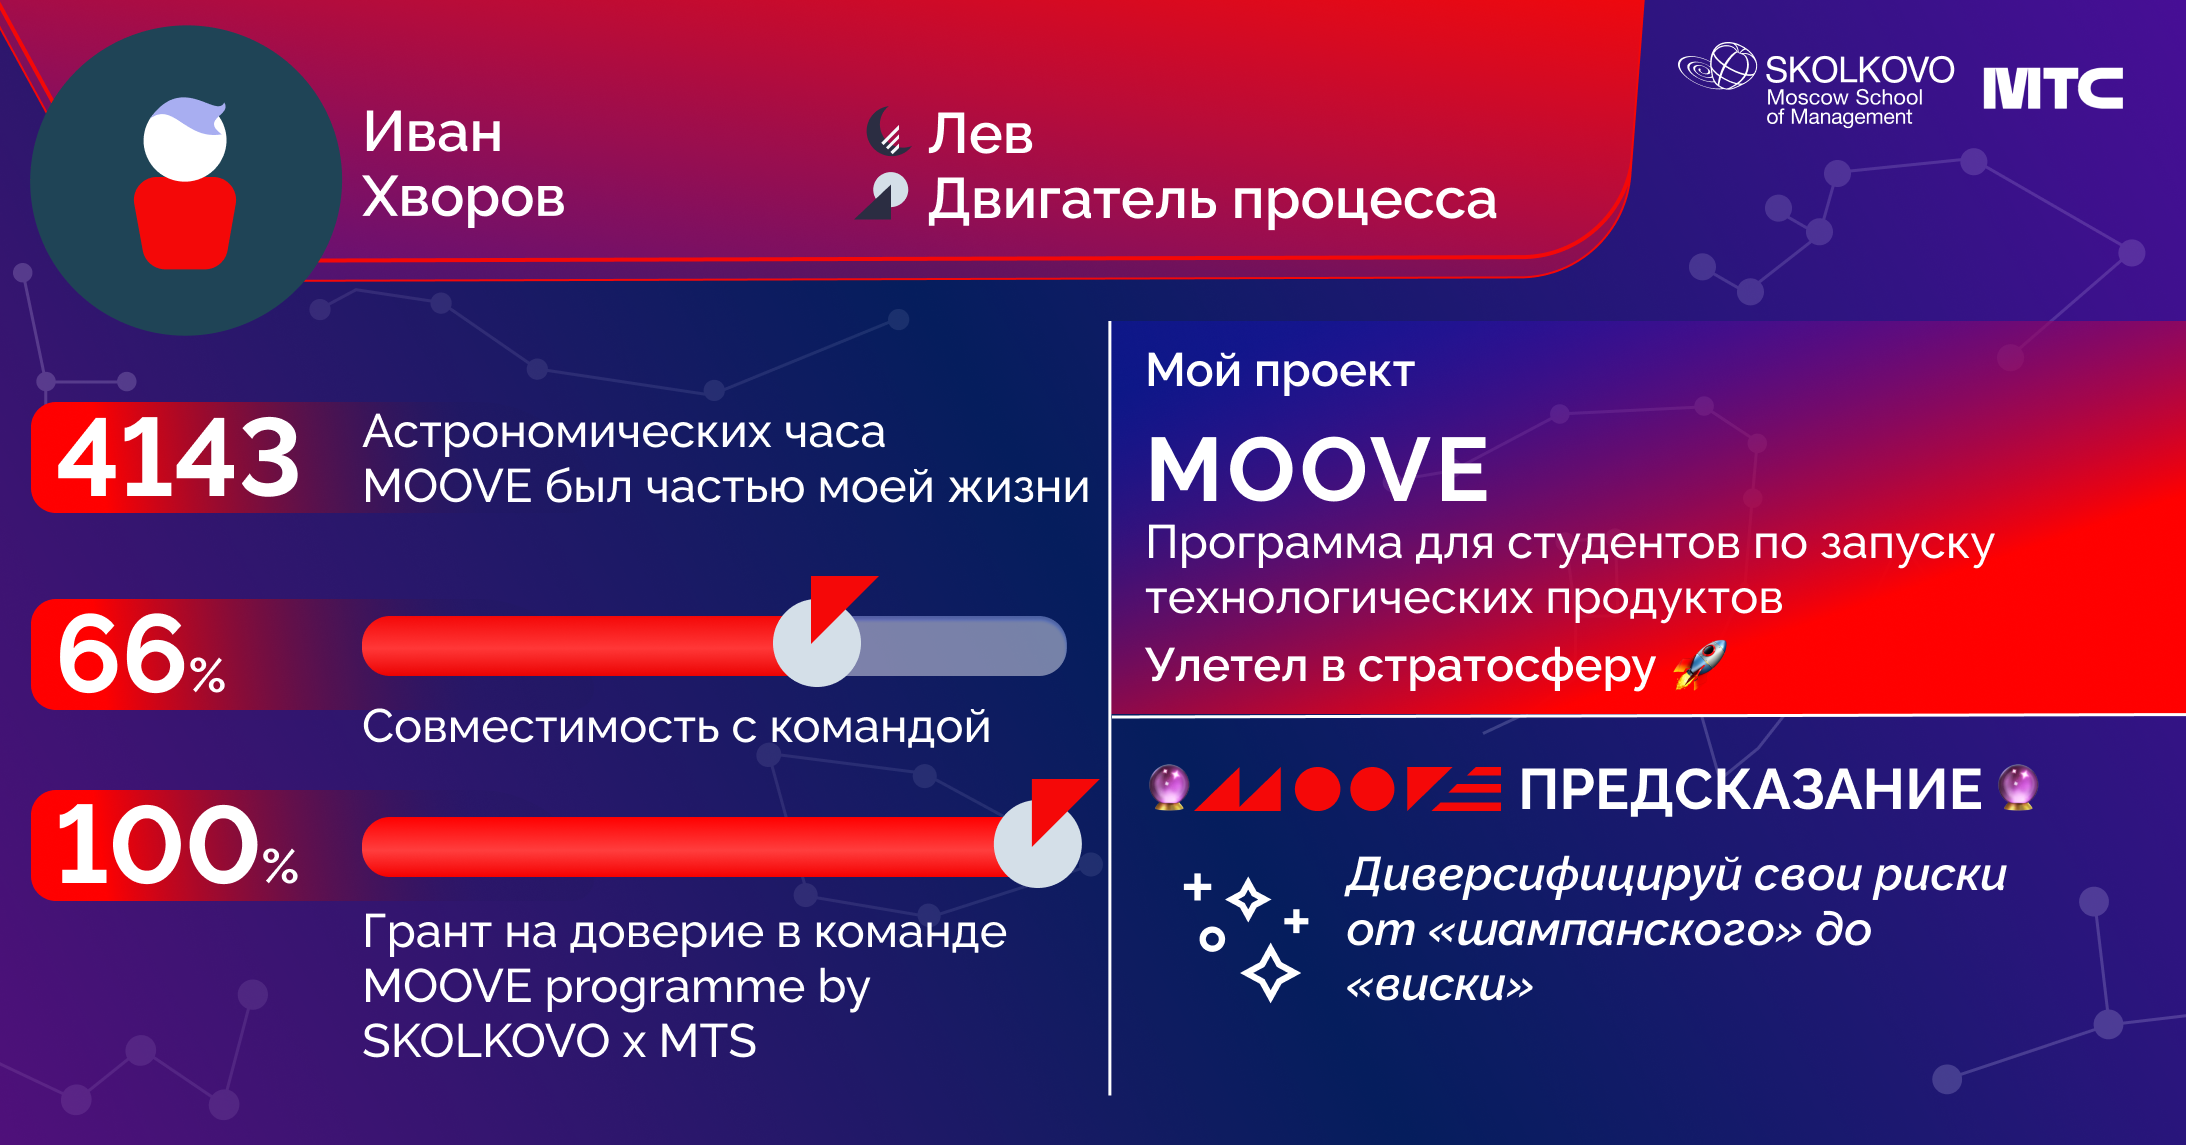 Иван
Хворов
Лев
Двигатель процесса
SKOLKOVO
Moscow School
of Management
МТС
4143
Астрономических часа
MOOVE был частью моей жизни
66%
Совместимость с командой
100%
Грант на доверие в команде
MOOVE programme by
SKOLKOVO x MTS
Мой проект
MOOVE
Программа для студентов по запуску
технологических продуктов
Улетел в стратосферу 🚀
🔮 MOOVE ПРЕДСКАЗАНИЕ 🔮
Диверсифицируй свои риски
от «шампанского» до
«виски»